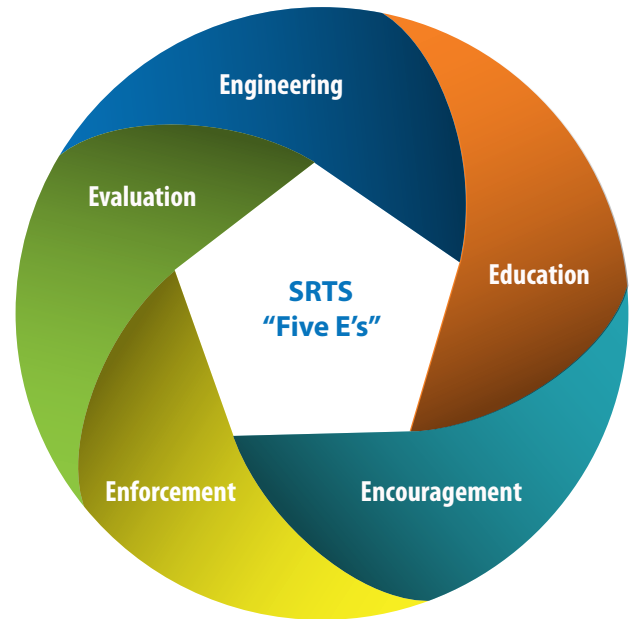 Engineering
Evaluation
Education
SRTS
“Five E’s”
Enforcement
Encouragement